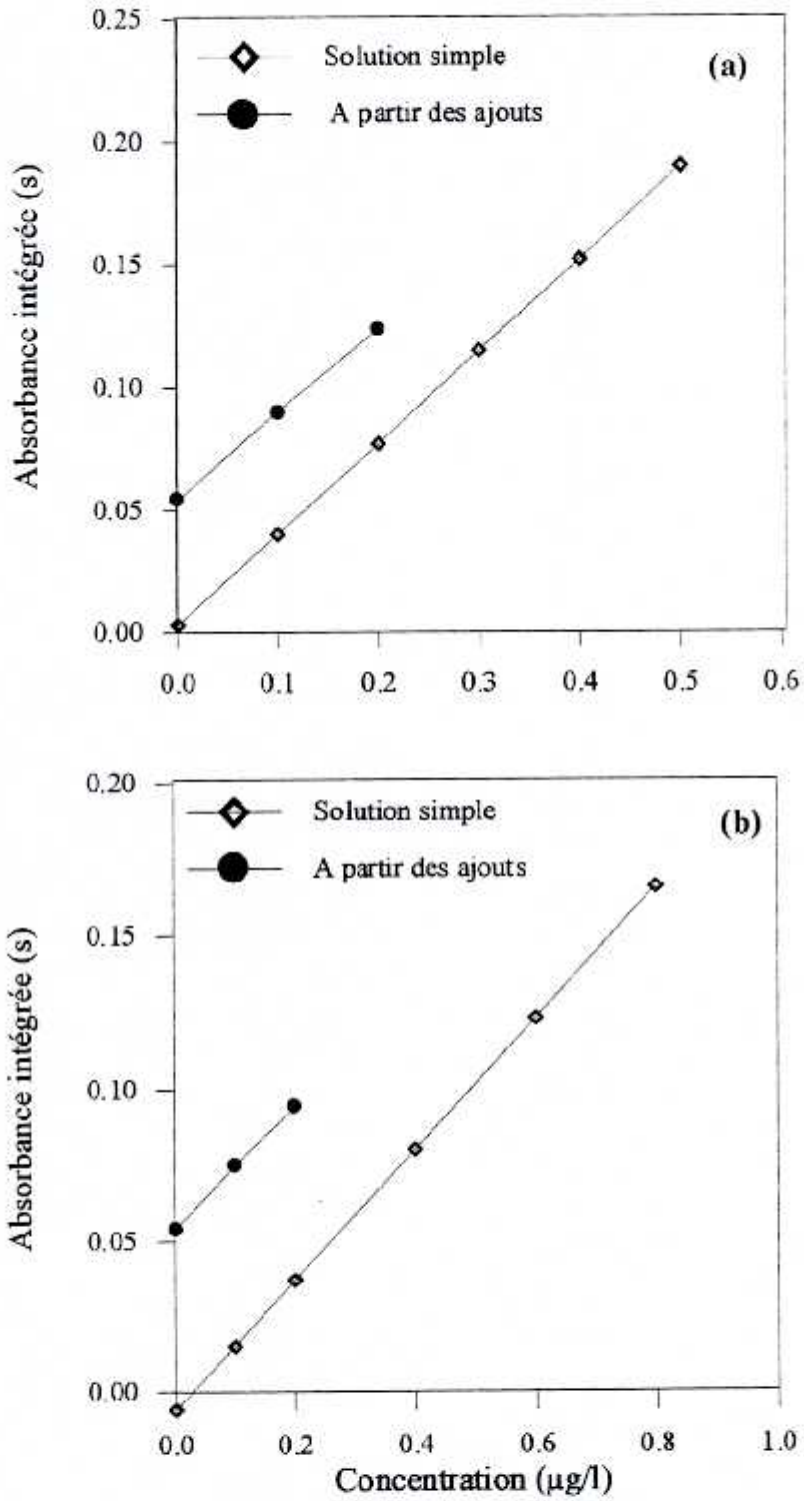 0.25
Solution simple
(a)
A partir des ajouts
0.20
0.15
0.10
0.05
0.00
Absorbance intégrée (s)
0.0 0.1 0.2 0.3 0.4 0.5 0.6
0.20
Solution simple
(b)
A partir des ajouts
0.15
0.10
0.05
0.00
Absorbance intégrée (s)
0.0 0.2 0.4 0.6 0.8 1.0
Concentration (µg/l)